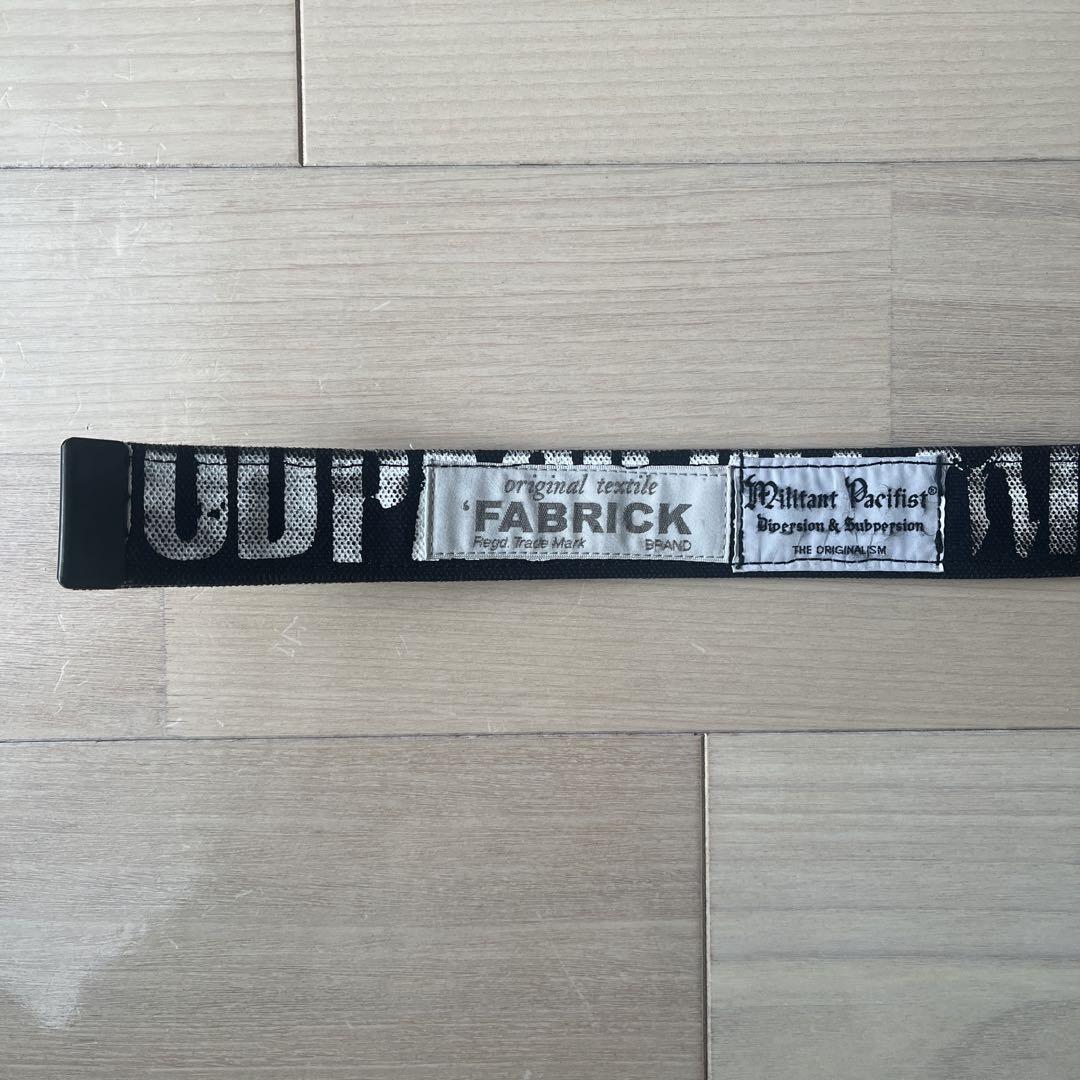 original textile
‘FABRICK
Regd. Trade Mark BRAND
Militant Pacifist®
Diversion & Subversion
THE ORIGINALISM